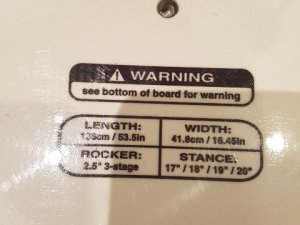 WARNING
see bottom of board for warning
LENGTH:
136cm / 53.5in
WIDTH:
41.8cm / 16.45in
ROCKER:
2.5" 3-stage
STANCE:
17" / 18" / 19" / 20"